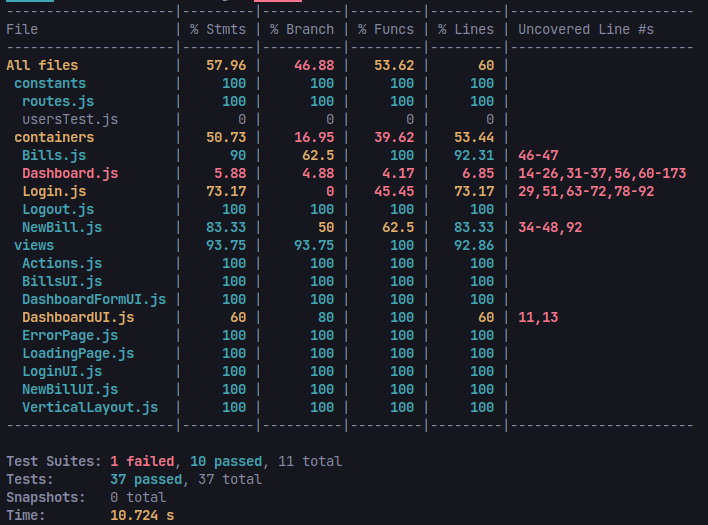 --------------------|---------|----------|---------|---------|-----------------------
File                | % Stmts | % Branch | % Funcs | % Lines | Uncovered Line #s
--------------------|---------|----------|---------|---------|-----------------------
All files           |   57.96 |    46.88 |   53.62 |      60 |
 constants          |     100 |      100 |     100 |     100 |
  routes.js         |     100 |      100 |     100 |     100 |
  usersTest.js      |       0 |        0 |       0 |       0 |
 containers         |   50.73 |    16.95 |   39.62 |   53.44 |
  Bills.js          |      90 |     62.5 |     100 |   92.31 | 46-47
  Dashboard.js      |    5.88 |     4.88 |    4.17 |    6.85 | 14-26,31-37,56,60-173
  Login.js          |   73.17 |        0 |   45.45 |   73.17 | 29,51,63-72,78-92
  Logout.js         |     100 |      100 |     100 |     100 |
  NewBill.js        |   83.33 |       50 |    62.5 |   83.33 | 34-48,92
 views              |   93.75 |    93.75 |     100 |   92.86 |
  Actions.js        |     100 |      100 |     100 |     100 |
  BillsUI.js        |     100 |      100 |     100 |     100 |
  DashboardFormUI.js |     100 |      100 |     100 |     100 |
  DashboardUI.js    |      60 |       80 |     100 |      60 | 11,13
  ErrorPage.js      |     100 |      100 |     100 |     100 |
  LoadingPage.js    |     100 |      100 |     100 |     100 |
  LoginUI.js        |     100 |      100 |     100 |     100 |
  NewBillUI.js      |     100 |      100 |     100 |     100 |
  VerticalLayout.js |     100 |      100 |     100 |     100 |
--------------------|---------|----------|---------|---------|-----------------------
Test Suites: 1 failed, 10 passed, 11 total
Tests:       37 passed, 37 total
Snapshots:   0 total
Time:        10.724 s